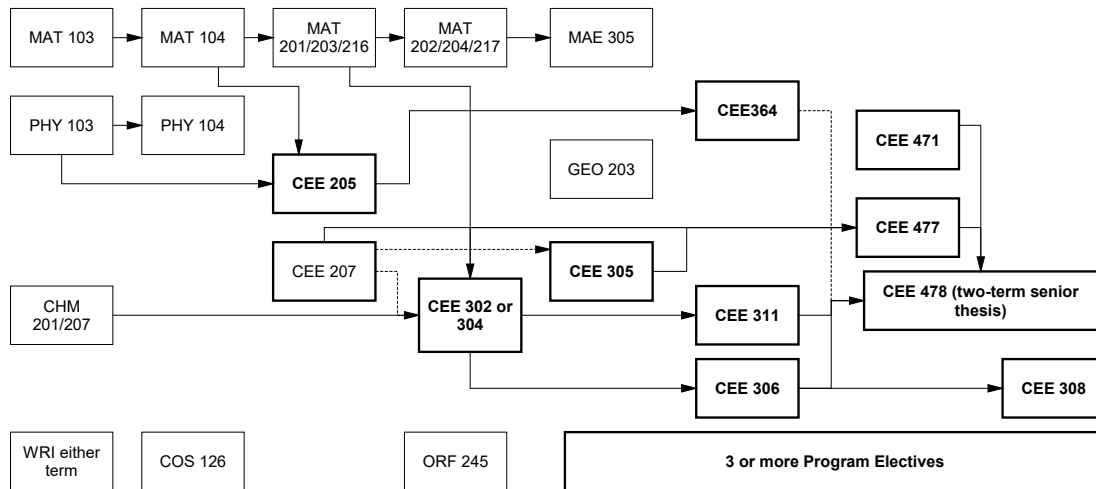 MAT 103
MAT 104
MAT
201/203/216
MAT
202/204/217
MAE 305
PHY 103
PHY 104
CEE364
CEE 471
CEE 205
GEO 203
CEE 477
CEE 207
CEE 305
CHM
201/207
CEE 302 or
304
CEE 311
CEE 478 (two-term senior
thesis)
CEE 306
CEE 308
WRI either
term
COS 126
ORF 245
3 or more Program Electives